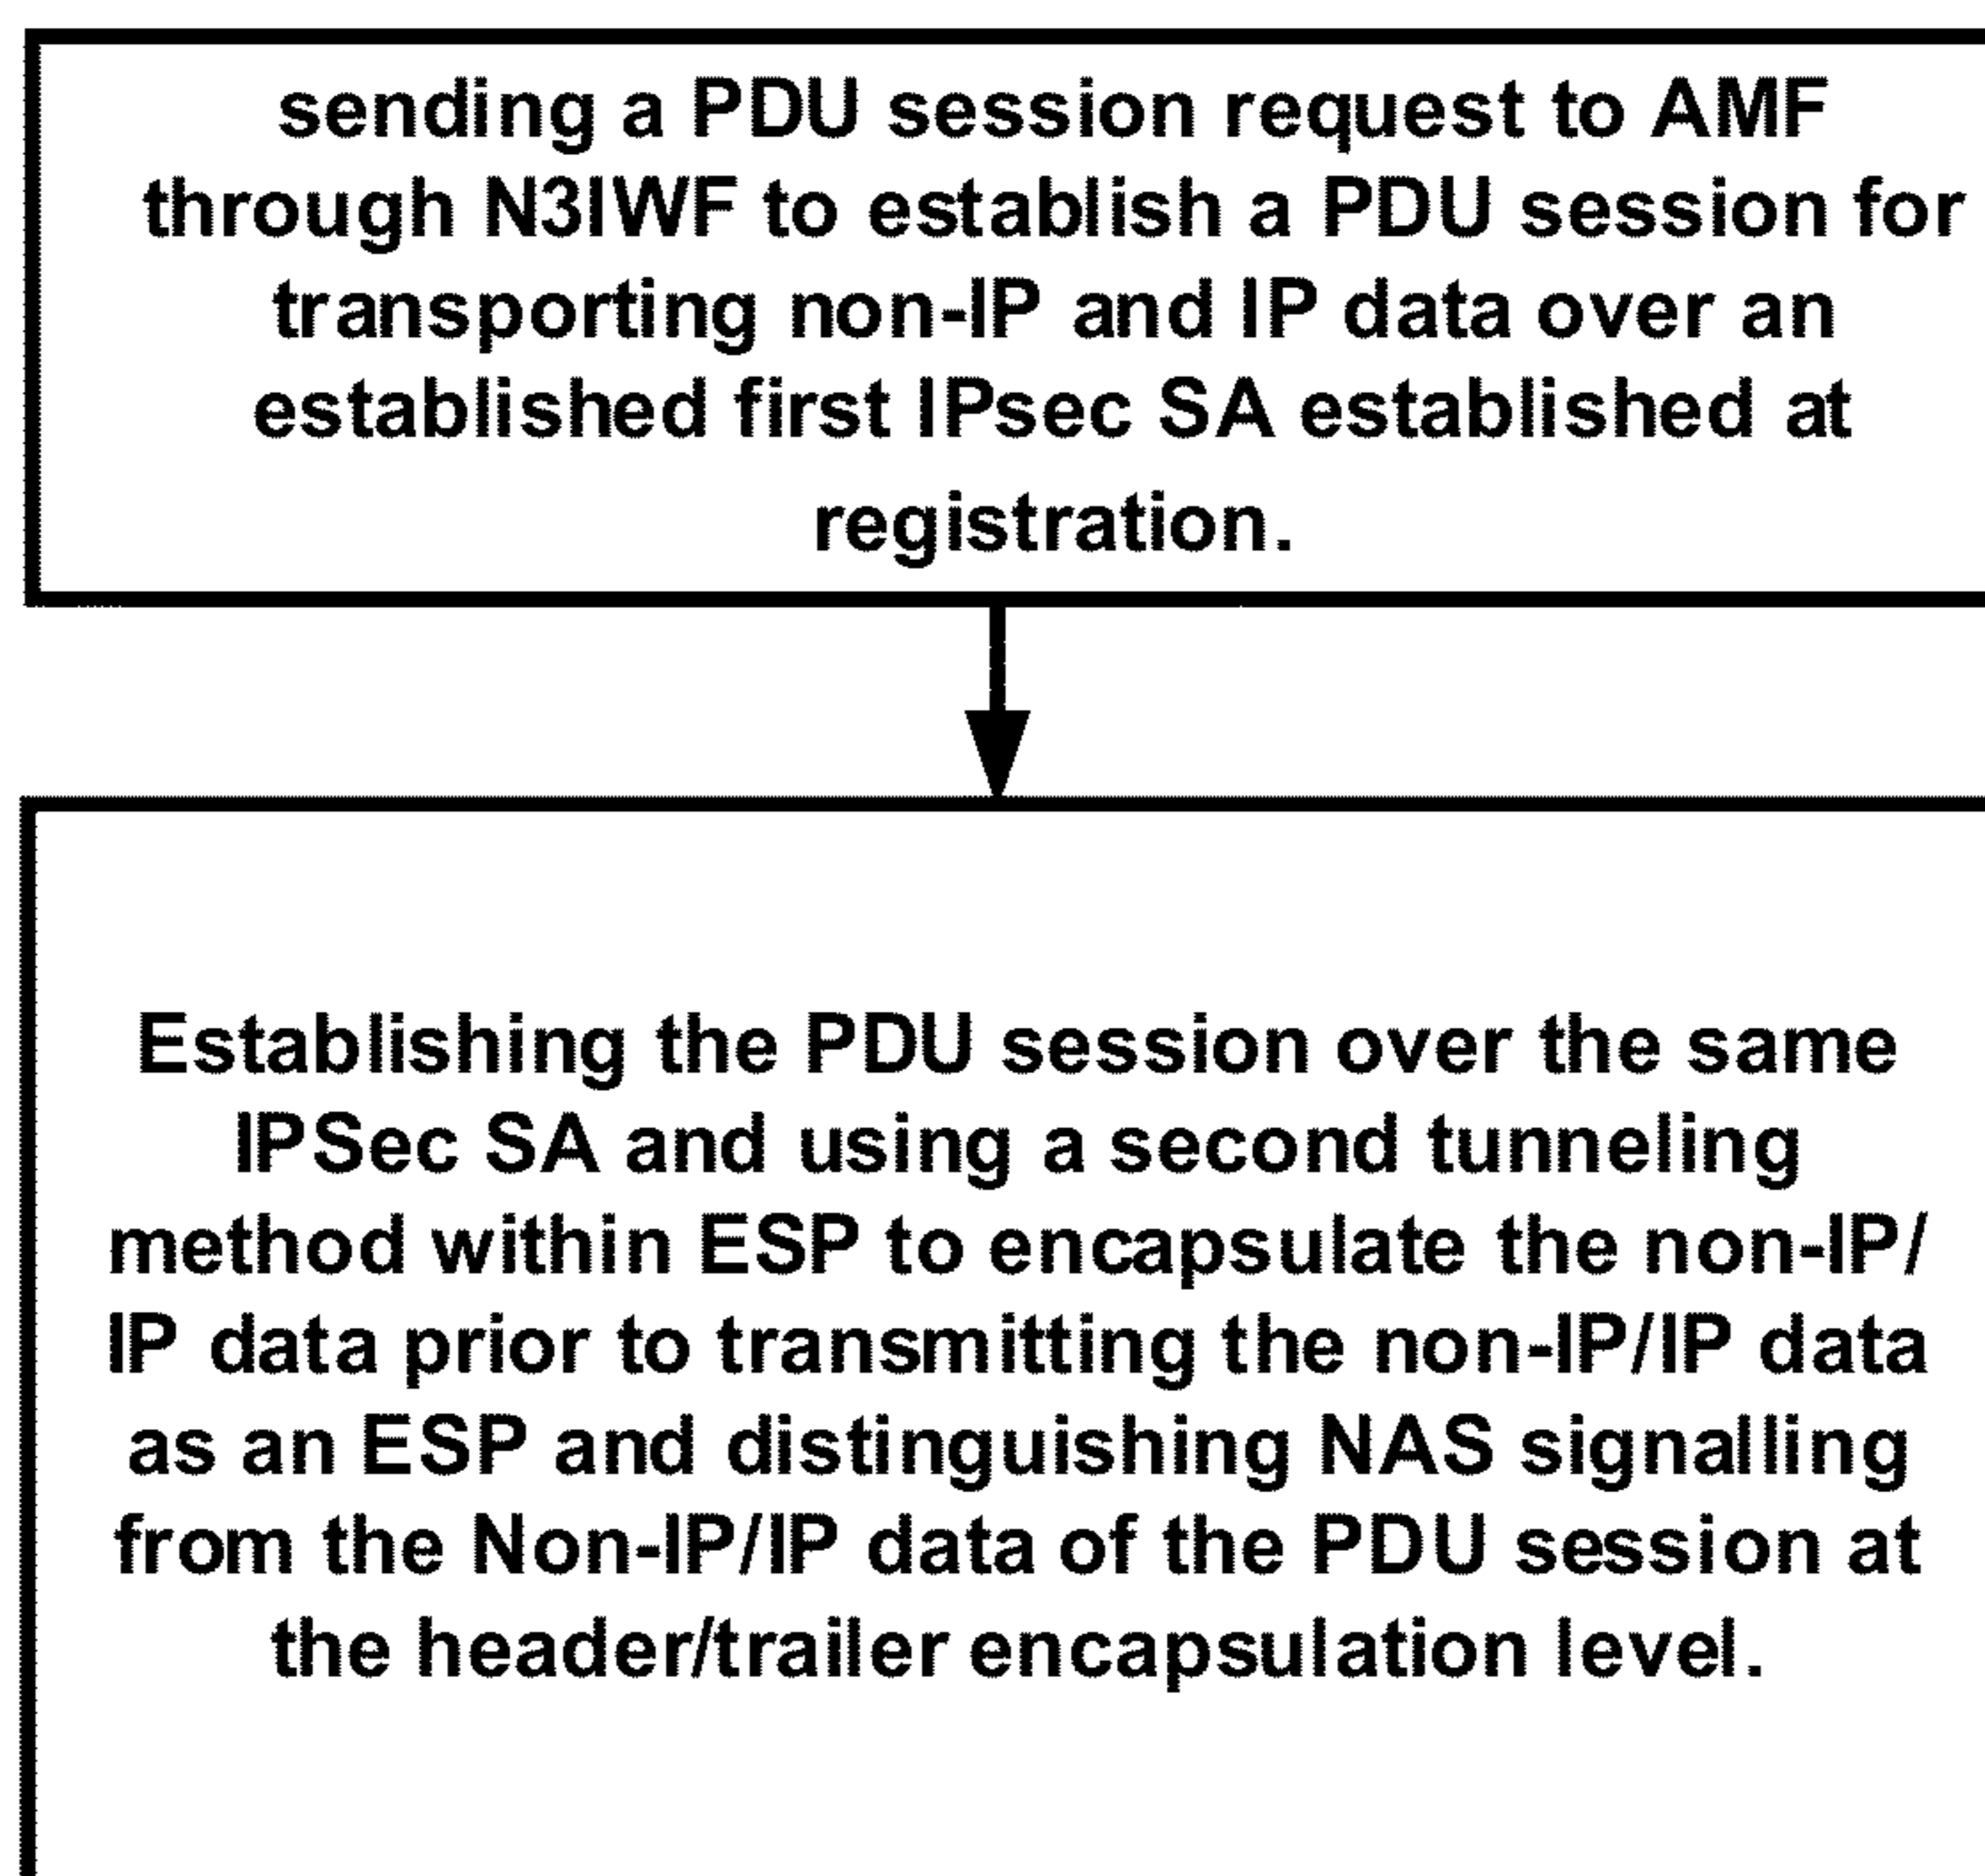 sending a PDU session request to AMF
through N3IWF to establish a PDU session for
transporting non-IP and IP data over an
established first IPsec SA established at
registration.
Establishing the PDU session over the same
IPSec SA and using a second tunneling
method within ESP to encapsulate the non-IP/
IP data prior to transmitting the non-IP/IP data
as an ESP and distinguishing NAS signalling
from the Non-IP/IP data of the PDU session at
the header/trailer encapsulation level.